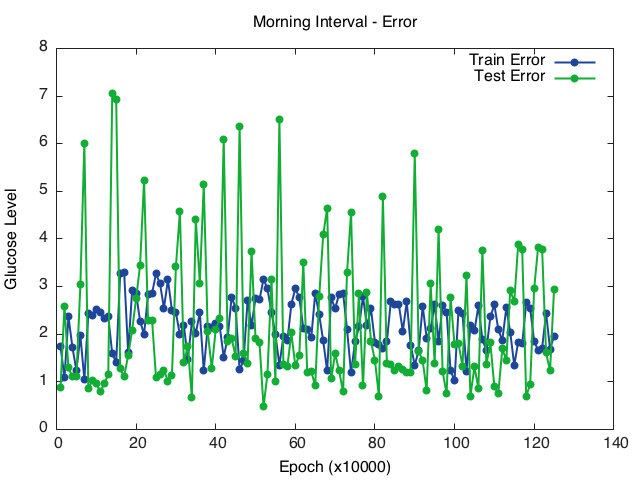 Morning Interval - Error
Train Error
Test Error
8
7
6
5
4
3
2
1
0
Glucose Level
0 20 40 60 80 100 120 140
Epoch (x10000)